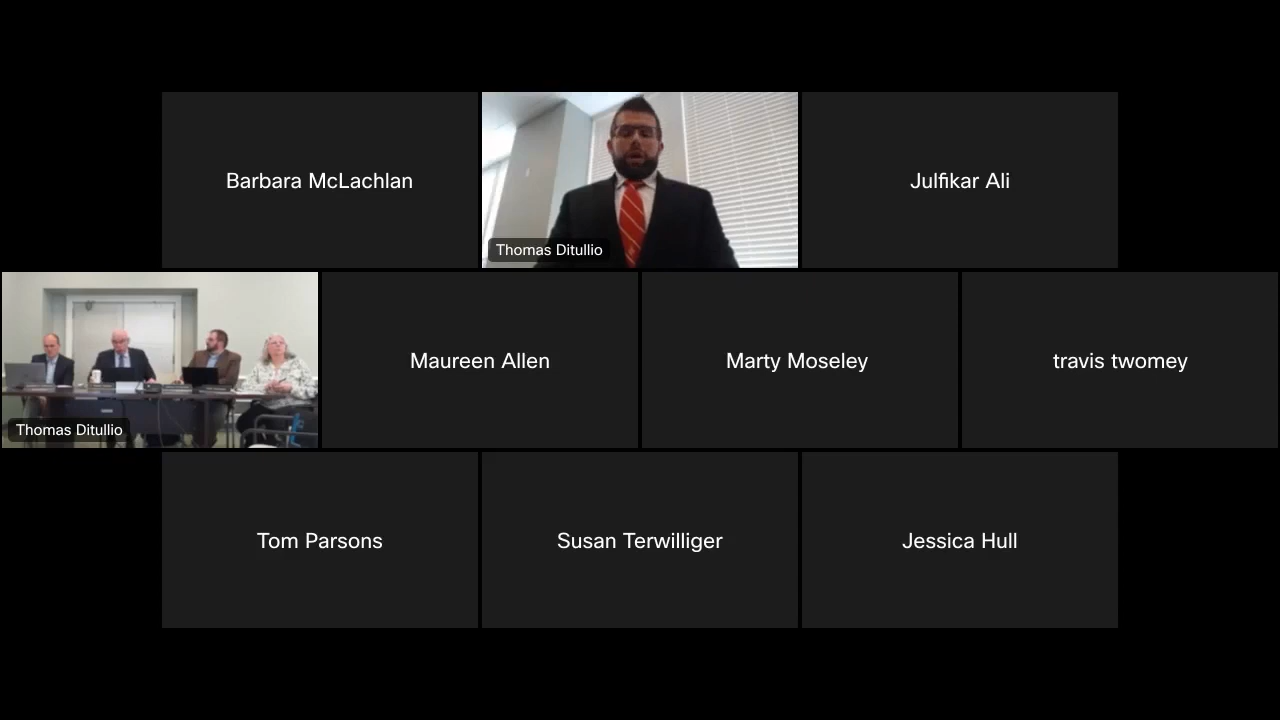 Barbara McLachlan
Thomas Ditullio
Julfikar Ali
Thomas Ditullio
Maureen Allen
Marty Moseley
travis twomey
Tom Parsons
Susan Terwilliger
Jessica Hull